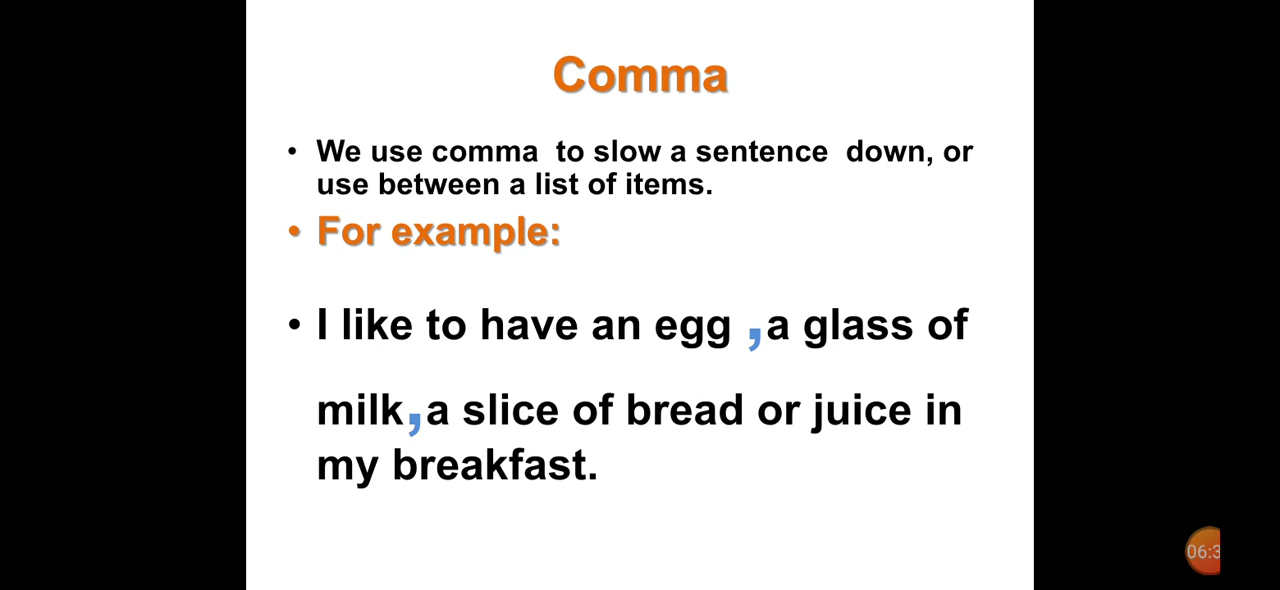 Comma
• We use comma  to slow a sentence  down, or
use between a list of items.
• For example:
• I like to have an egg ,a glass of
milk,a slice of bread or juice in
my breakfast.
06:3